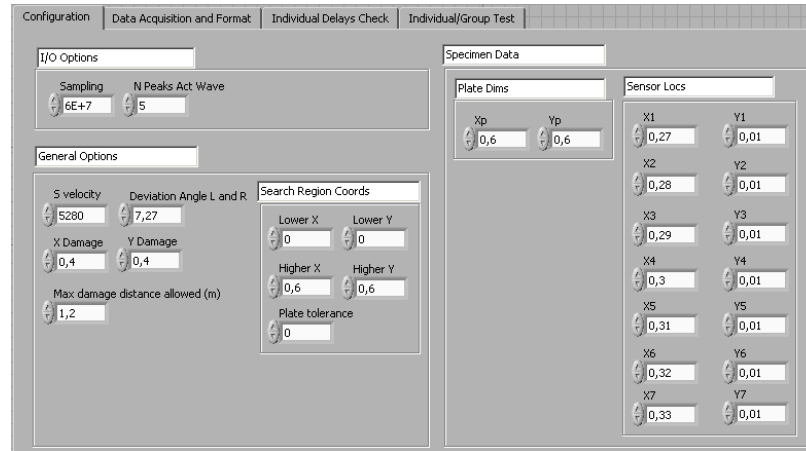 Configuration
Data Acquisition and Format
Individual Delays Check
Individual/Group Test
I/O Options
Sampling
N Peaks Act Wave
6E+7
5
General Options
S velocity
Deviation Angle L and R
5280
7,27
X Damage
Y Damage
0,4
0,4
Max damage distance allowed (m)
1,2
Search Region Coords
Lower X
Lower Y
0
0
Higher X
Higher Y
0,6
0,6
Plate tolerance
0
Specimen Data
Plate Dims
Xp
Yp
0,6
0,6
Sensor Locs
X1
Y1
0,27
0,01
X2
Y2
0,28
0,01
X3
Y3
0,29
0,01
X4
Y4
0,3
0,01
X5
Y5
0,31
0,01
X6
Y6
0,32
0,01
X7
Y7
0,33
0,01